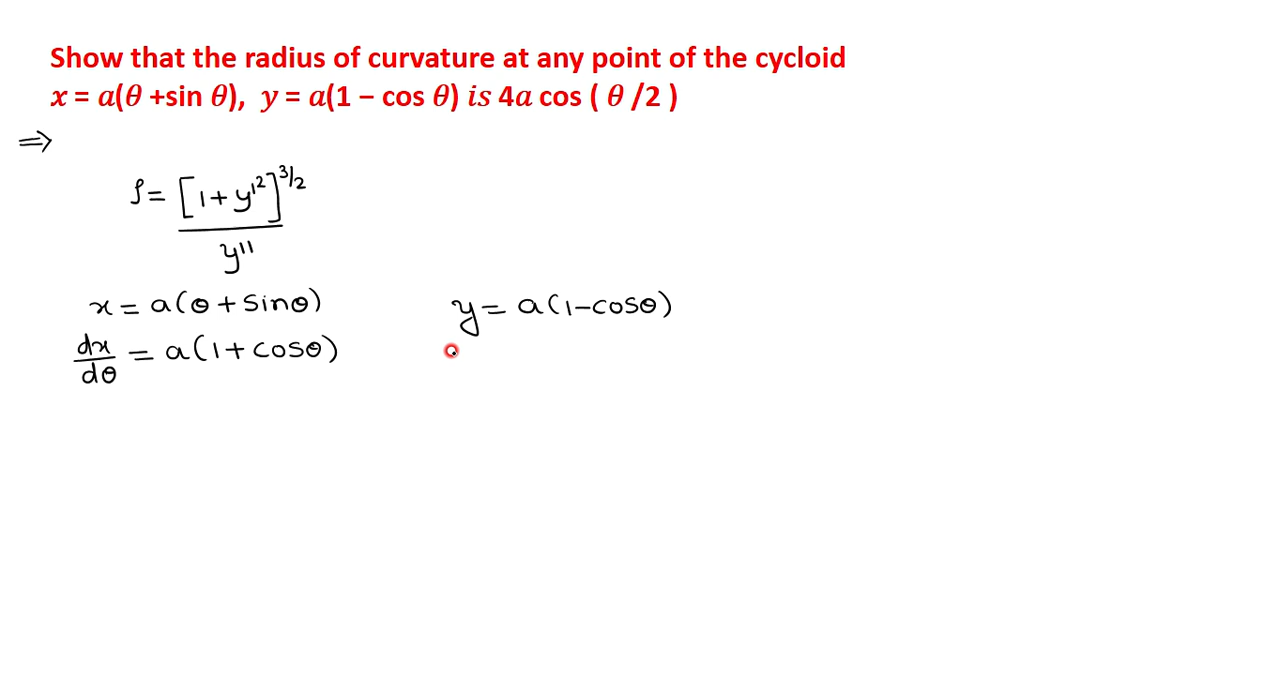 Show that the radius of curvature at any point of the cycloid
x = a(θ +sin θ), y = a(1 − cos θ) is 4a cos ( θ /2 )
⇒
ρ = [1+y'²]^3/2
y''
x = a(θ + sinθ) y = a(1-cosθ)
dx/dθ = a(1+ cosθ)